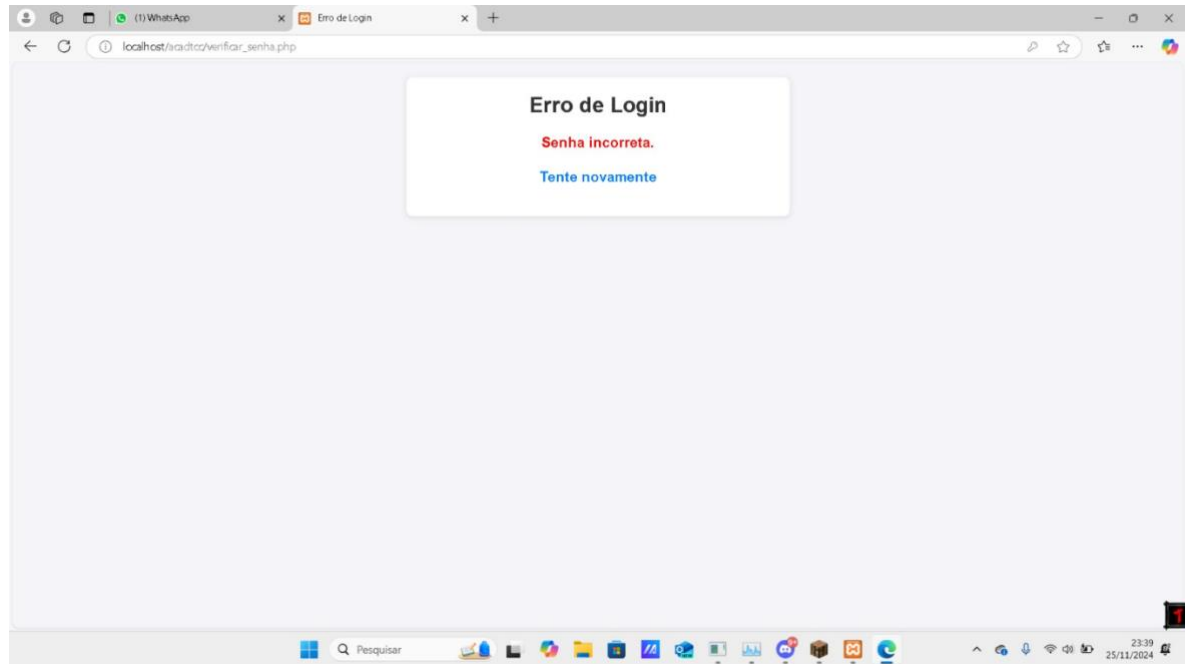 (1) WhatsApp
Erro de Login
localhost/acadtcc/verificar_senha.php
Erro de Login
Senha incorreta.
Tente novamente
1
Pesquisar
23:39
25/11/2024